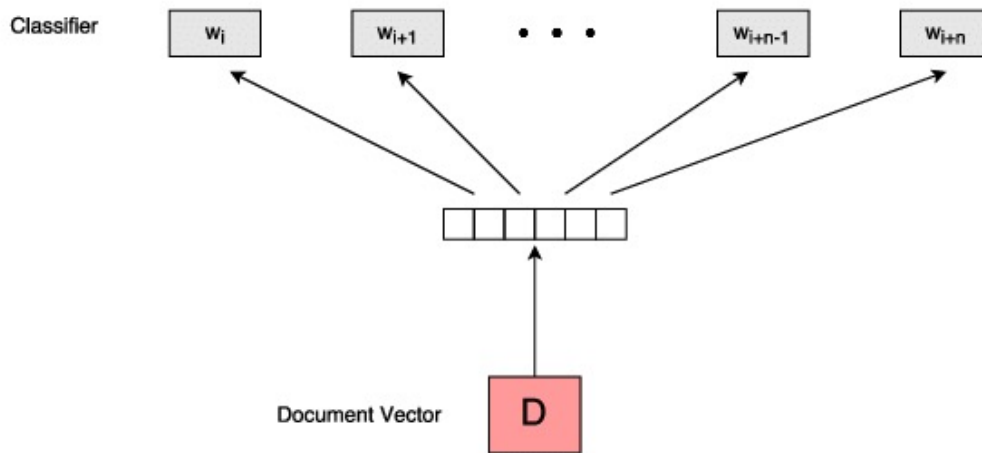 Classifier
wᵢ
wᵢ₊₁
• • •
wᵢ₊ₙ₋₁
wᵢ₊ₙ
Document Vector
D